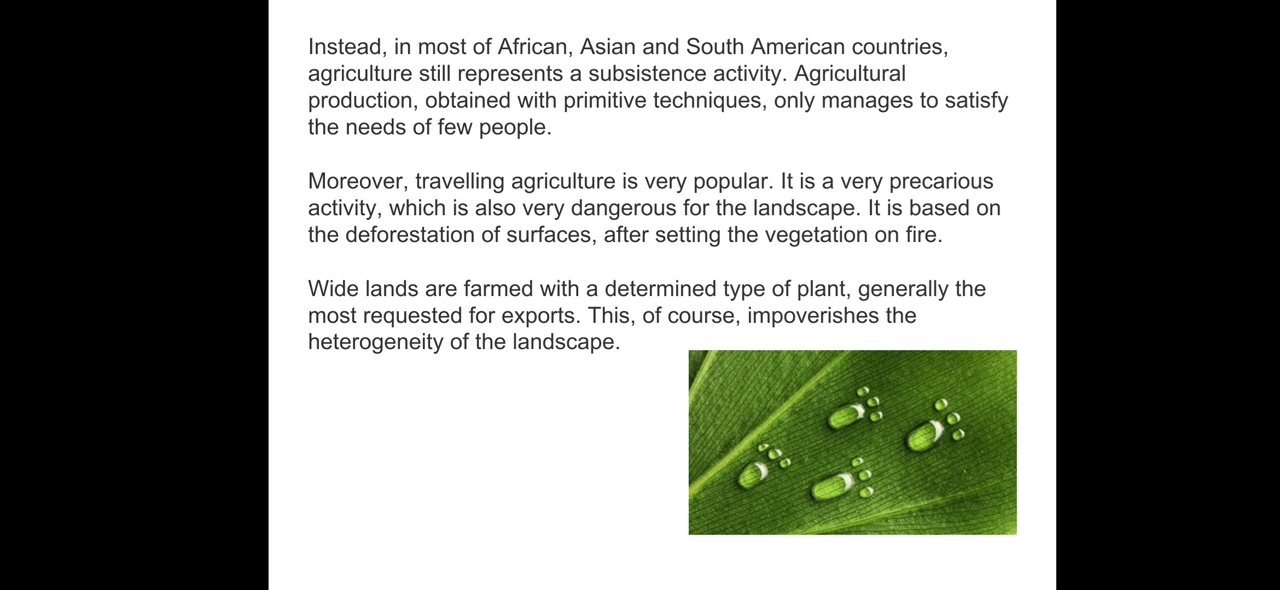 Instead, in most of African, Asian and South American countries,
agriculture still represents a subsistence activity. Agricultural
production, obtained with primitive techniques, only manages to satisfy
the needs of few people.
Moreover, travelling agriculture is very popular. It is a very precarious
activity, which is also very dangerous for the landscape. It is based on
the deforestation of surfaces, after setting the vegetation on fire.
Wide lands are farmed with a determined type of plant, generally the
most requested for exports. This, of course, impoverishes the
heterogeneity of the landscape.